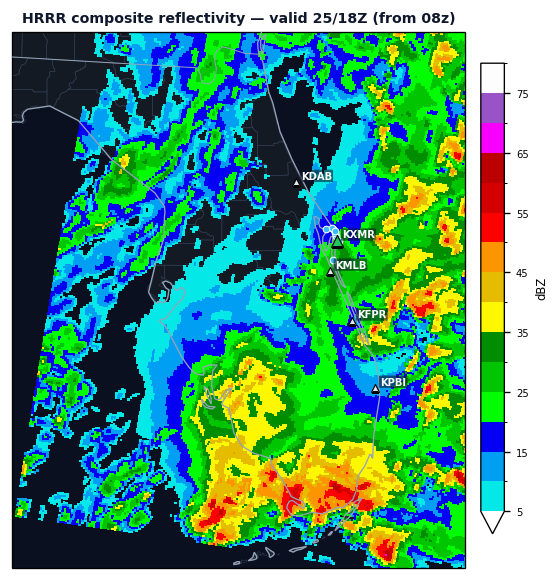 HRRR composite reflectivity — valid 25/18Z (from 08z)
KDAB
KXMR
KMLB
KFPR
KPBI
75
65
55
45
35
25
15
5
dBZ